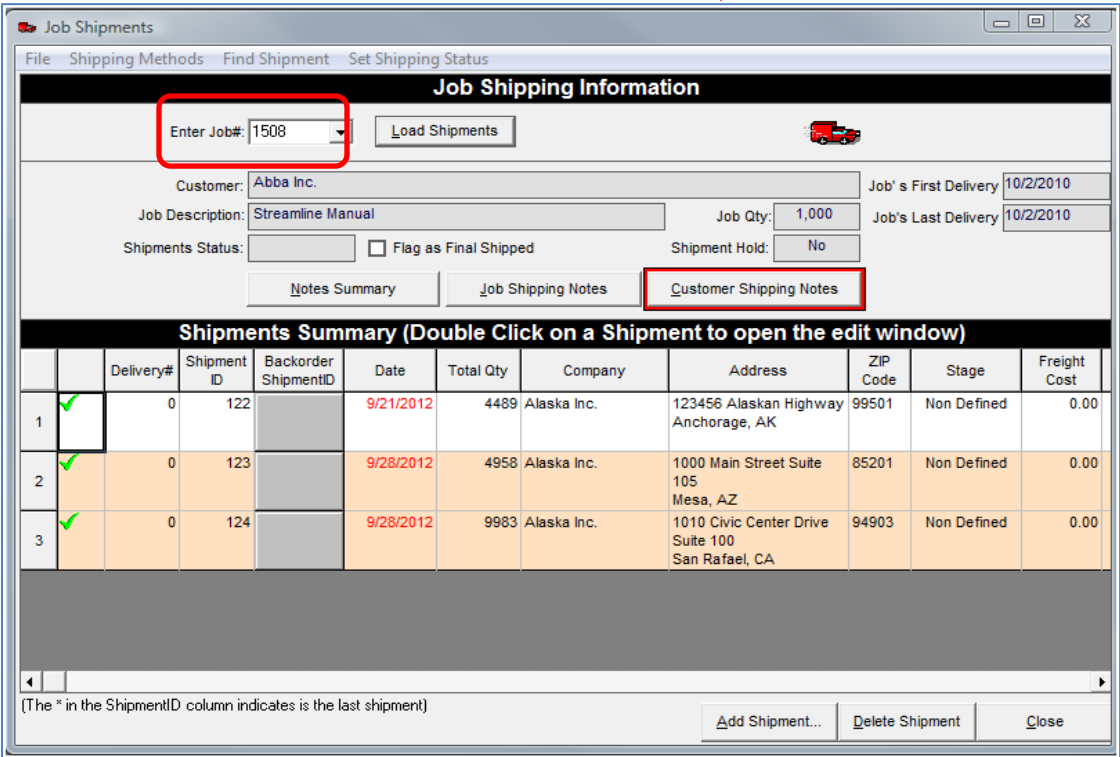 Job Shipments
File Shipping Methods Find Shipment Set Shipping Status
Job Shipping Information
Enter Job#: 1508 Load Shipments
Customer: Abba Inc. Job' s First Delivery 10/2/2010
Job Description: Streamline Manual Job Qty: 1,000 Job's Last Delivery 10/2/2010
Shipments Status: Flag as Final Shipped Shipment Hold: No
Notes Summary Job Shipping Notes Customer Shipping Notes
Shipments Summary (Double Click on a Shipment to open the edit window)
Delivery# Shipment ID Backorder ShipmentID Date Total Qty Company Address ZIP Code Stage Freight Cost
1 0 122 9/21/2012 4489 Alaska Inc. 123456 Alaskan Highway 99501 Non Defined 0.00
Anchorage, AK
2 0 123 9/28/2012 4958 Alaska Inc. 1000 Main Street Suite 85201 Non Defined 0.00
105
Mesa, AZ
3 0 124 9/28/2012 9983 Alaska Inc. 1010 Civic Center Drive 94903 Non Defined 0.00
Suite 100
San Rafael, CA
(The * in the ShipmentID column indicates is the last shipment)
Add Shipment... Delete Shipment Close